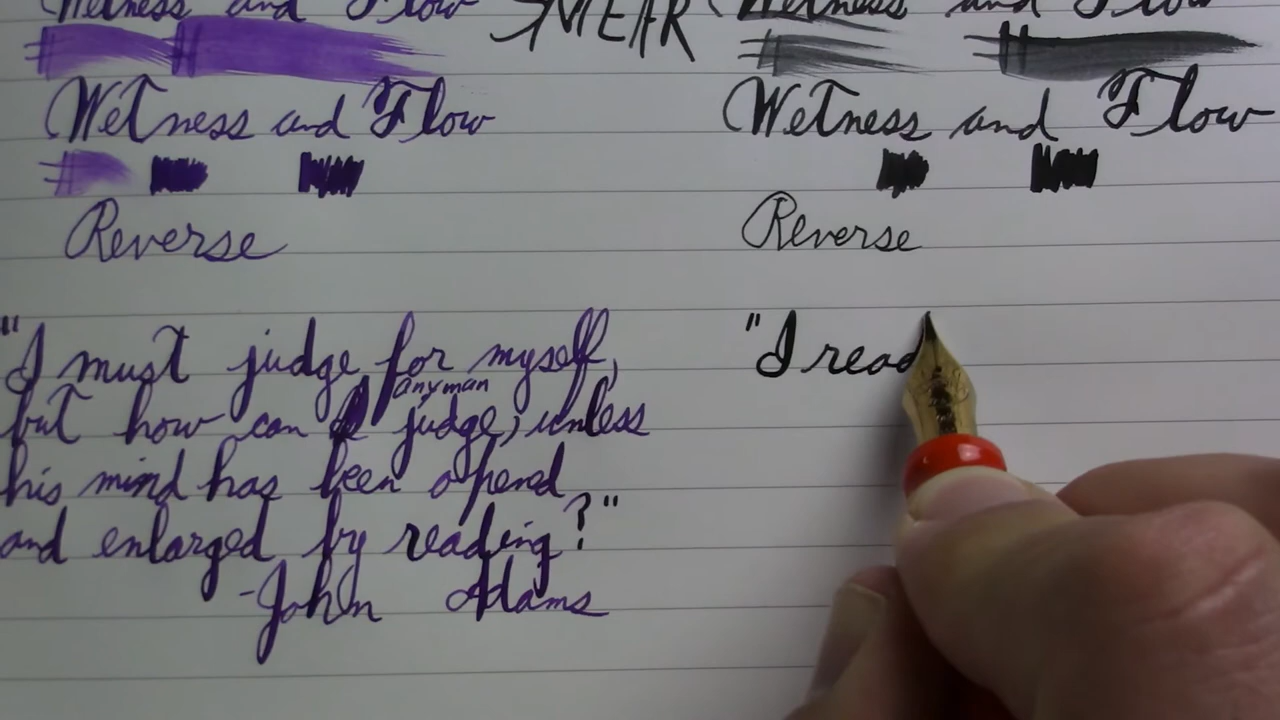 Wetness and Flow
SMEAR
Wetness and Flow
Wetness and Flow
Wetness and Flow
Reverse
Reverse
"I must judge for myself,
but how can anyman judge, unless
his mind has been opend
and enlarged by reading?"
-John Adams
"I read